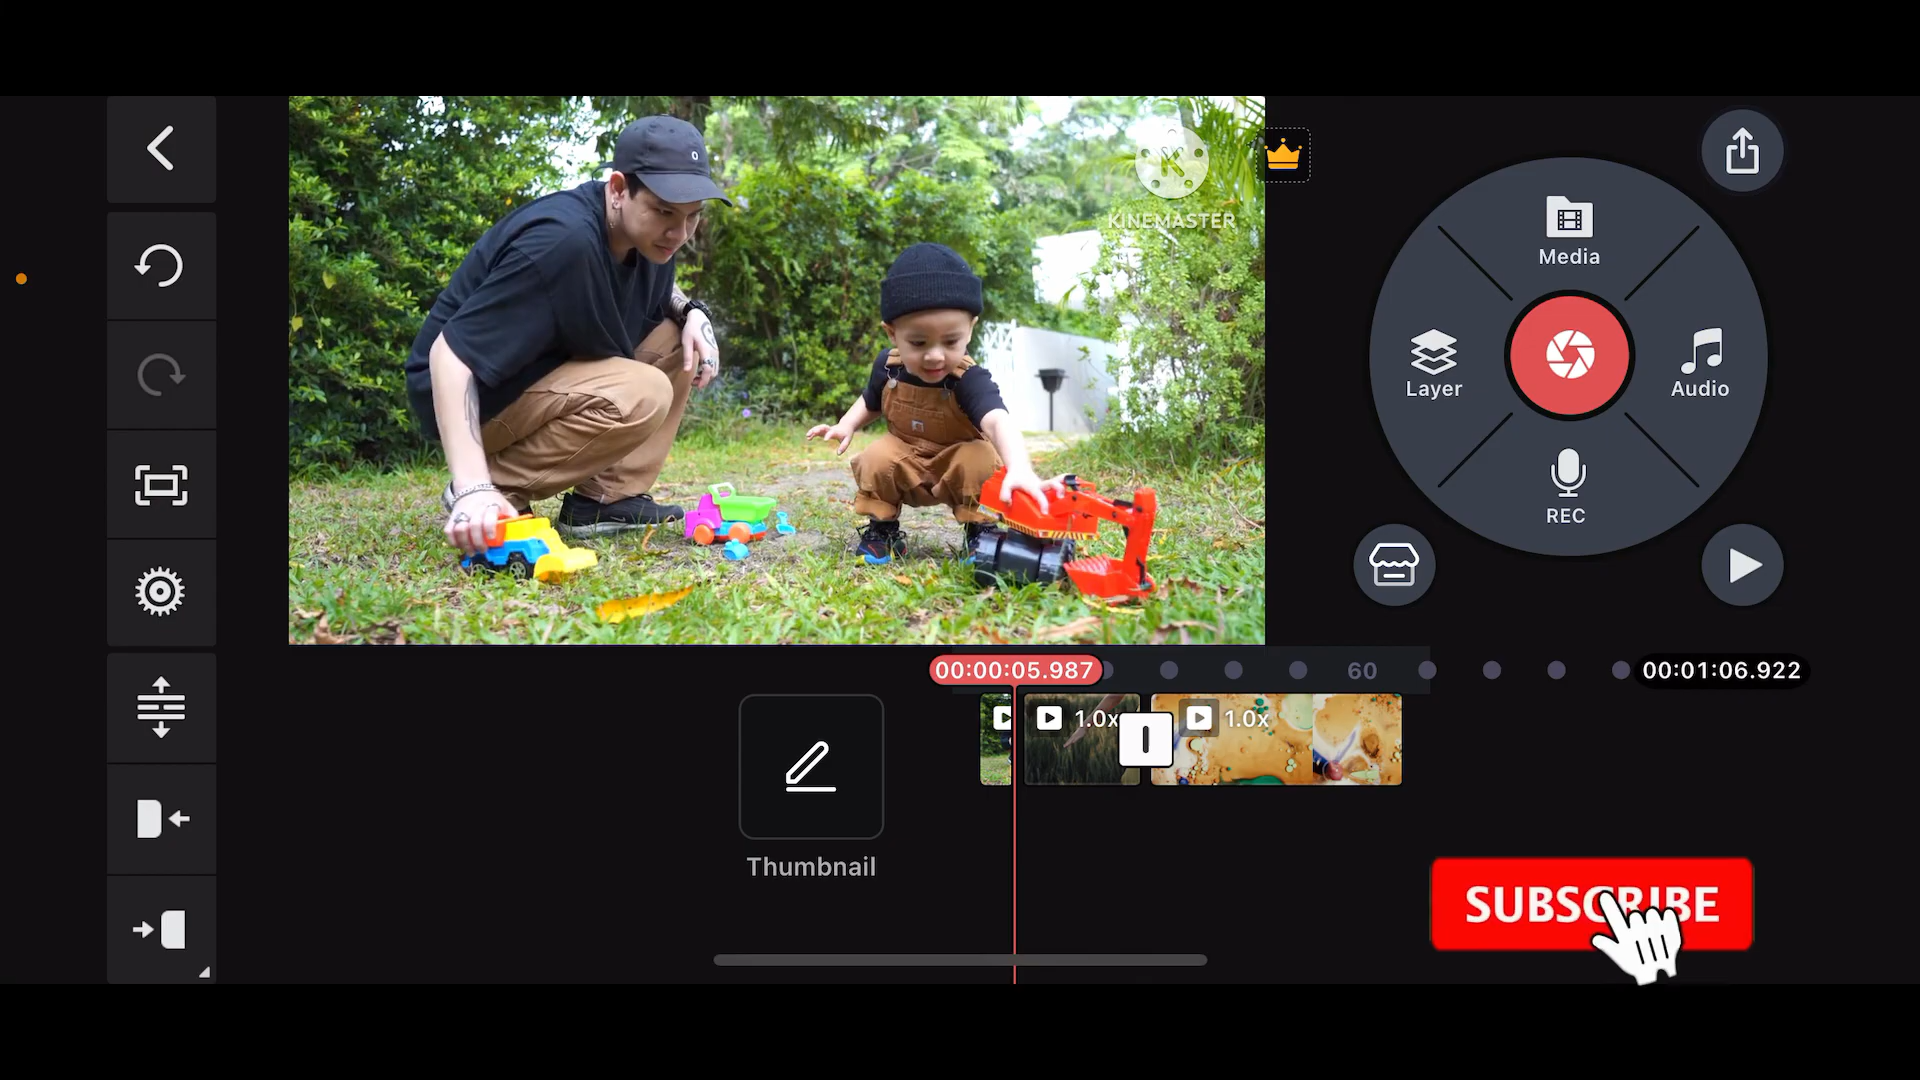 K
KINEMASTER
Media
Layer
Audio
REC
00:00:05.987
60
00:01:06.922
1.0x
1.0x
Thumbnail
SUBSCRIBE